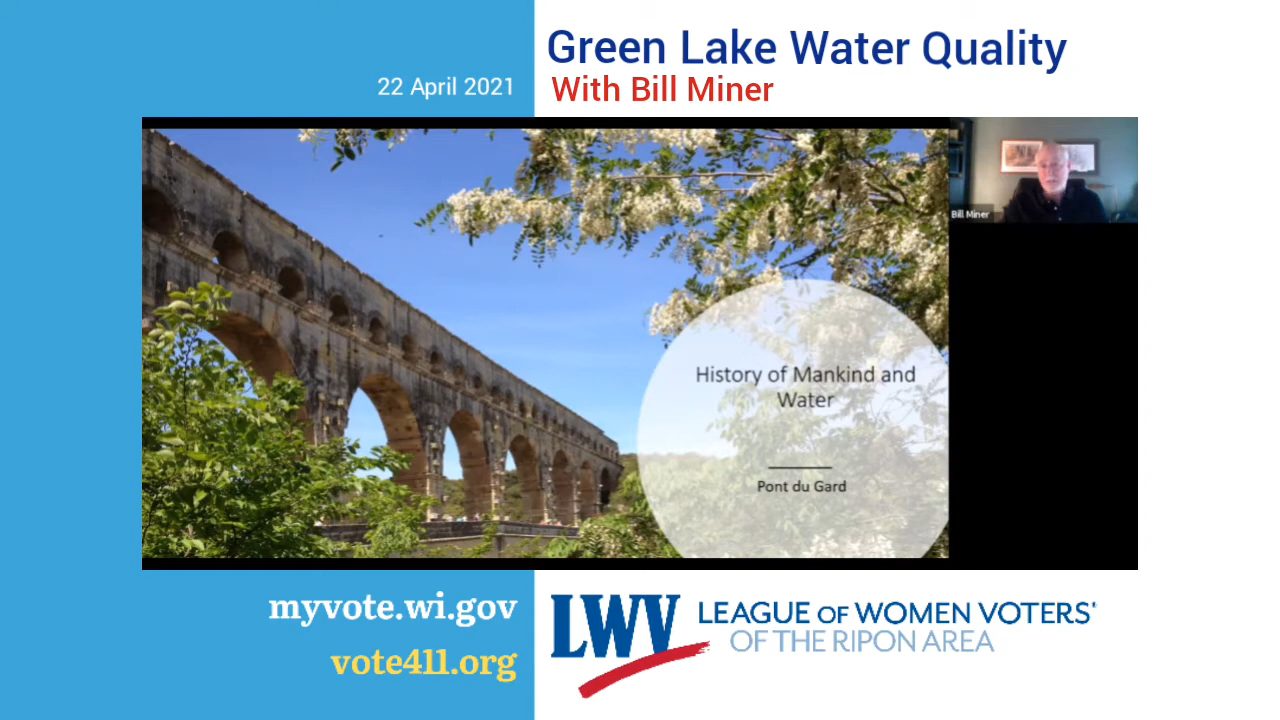 22 April 2021
Green Lake Water Quality
With Bill Miner
Bill Miner
History of Mankind and
Water
Pont du Gard
myvote.wi.gov
vote411.org
LWV
LEAGUE OF WOMEN VOTERS'
OF THE RIPON AREA